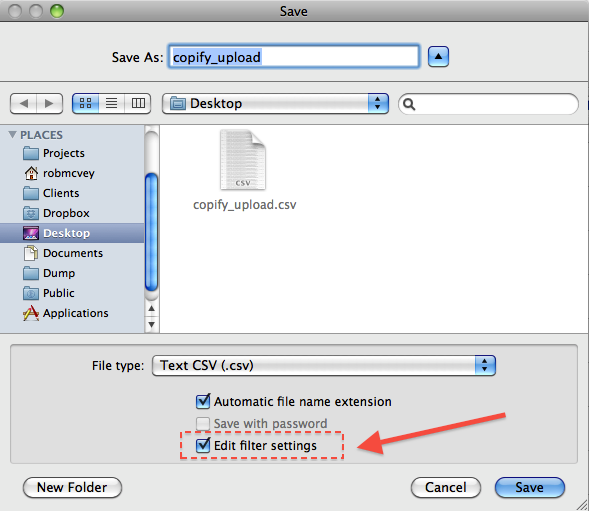 Save
Save As: copify_upload
Desktop
PLACES
Projects
robmcvey
Clients
Dropbox
Desktop
Documents
Dump
Public
Applications
CSV
copify_upload.csv
File type: Text CSV (.csv)
Automatic file name extension
Save with password
Edit filter settings
New Folder Cancel Save